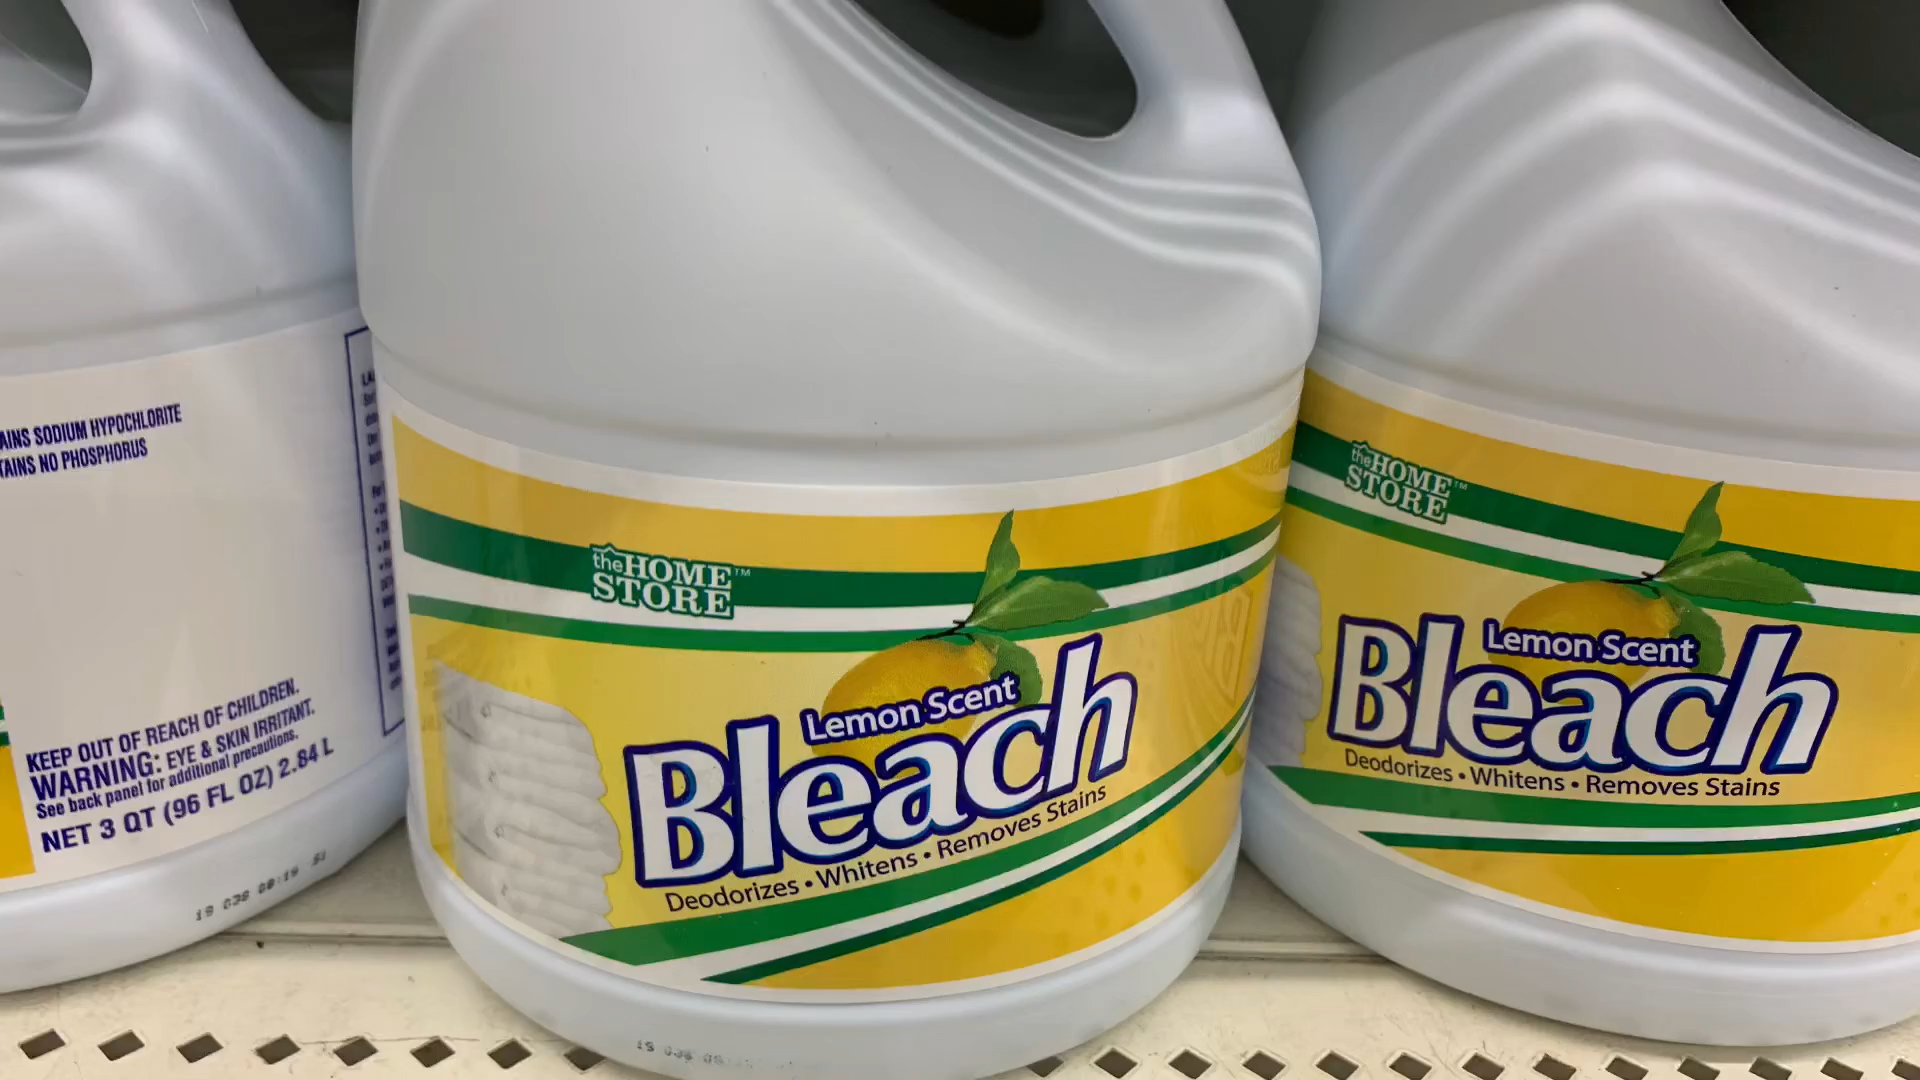 AINS SODIUM HYPOCHLORITE
TAINS NO PHOSPHORUS
KEEP OUT OF REACH OF CHILDREN.
WARNING: EYE & SKIN IRRITANT.
See back panel for additional precautions.
NET 3 QT (96 FL OZ) 2.84 L
the HOME
STORE™
Lemon Scent
Bleach
Deodorizes • Whitens • Removes Stains
the HOME
STORE™
Lemon Scent
Bleach
Deodorizes • Whitens • Removes Stains